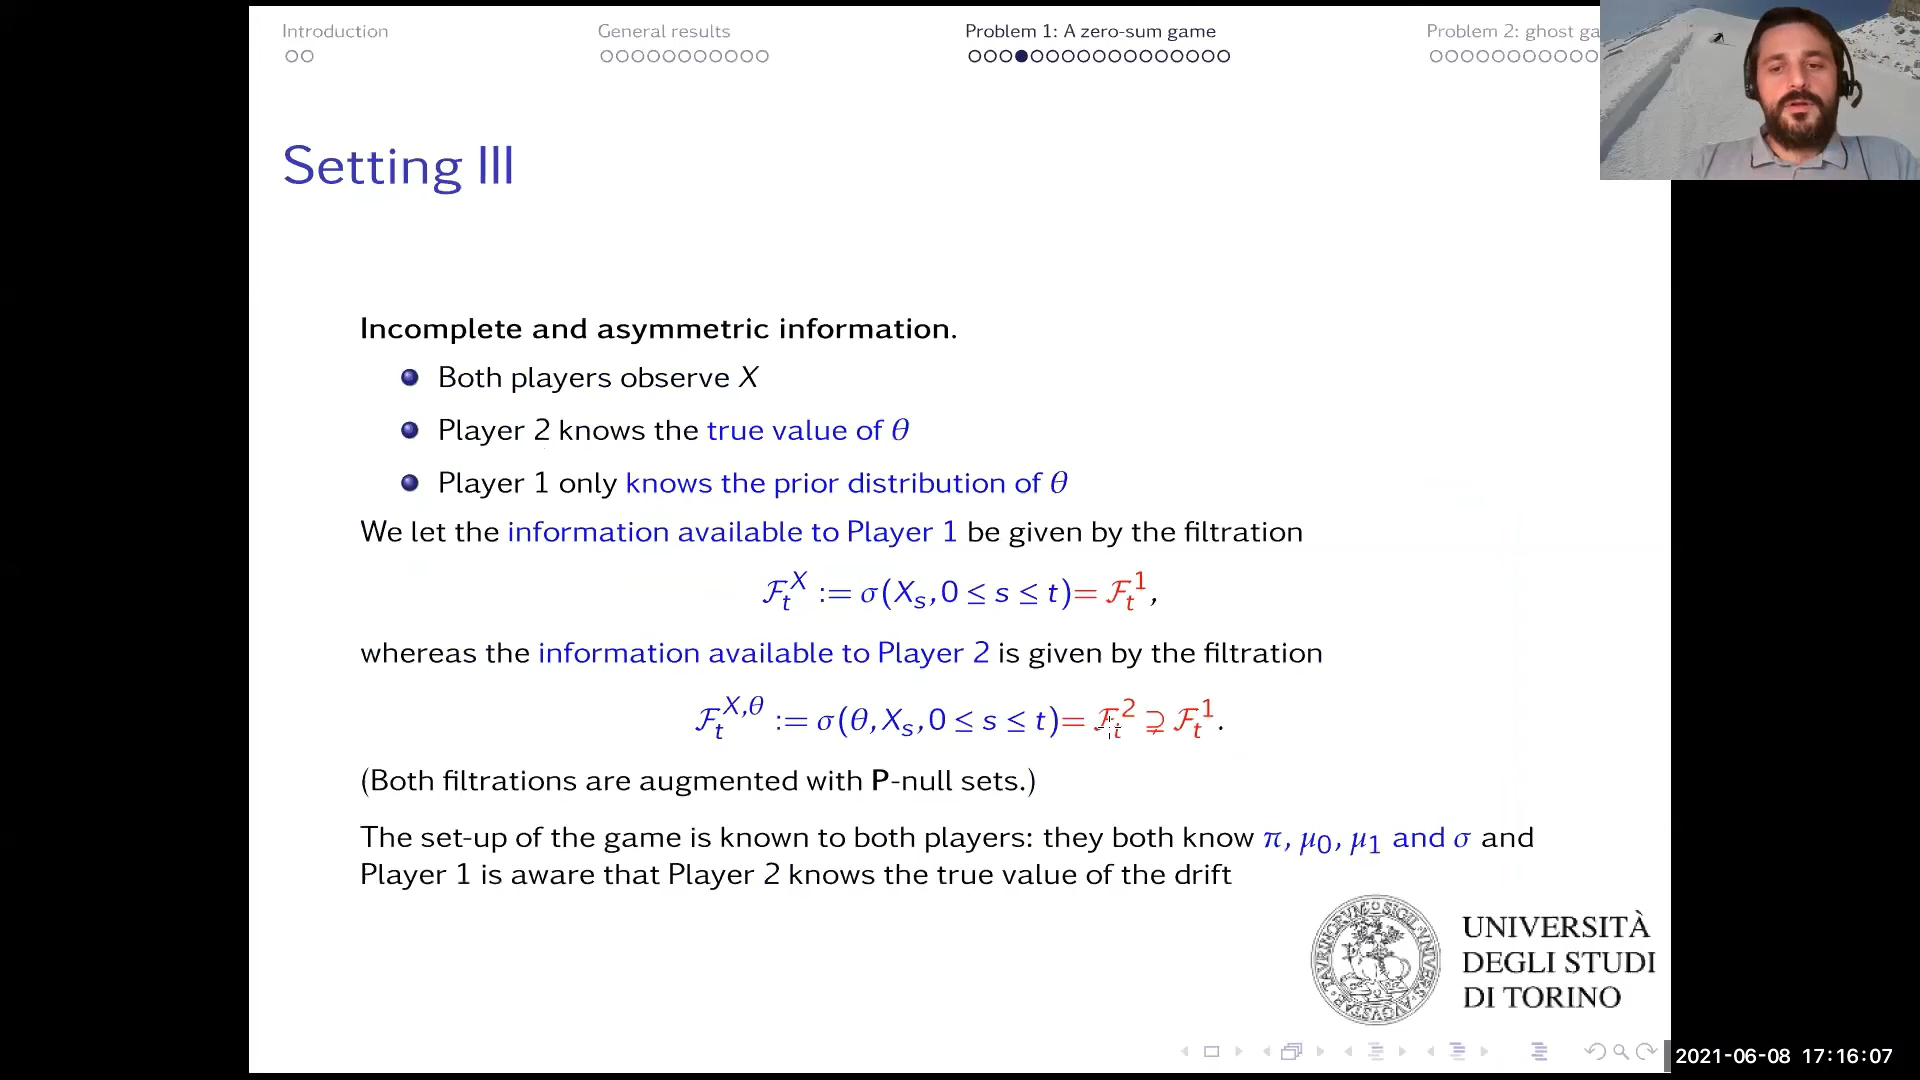 Introduction
General results
Problem 1: A zero-sum game
Problem 2: ghost ga
Setting III
Incomplete and asymmetric information.
Both players observe X
Player 2 knows the true value of θ
Player 1 only knows the prior distribution of θ
We let the information available to Player 1 be given by the filtration
ℱ_t^X := σ(X_s, 0 ≤ s ≤ t) = ℱ_t^1,
whereas the information available to Player 2 is given by the filtration
ℱ_t^{X,θ} := σ(θ, X_s, 0 ≤ s ≤ t) = ℱ_t^2 ⊋ ℱ_t^1.
(Both filtrations are augmented with P-null sets.)
The set-up of the game is known to both players: they both know π, μ_0, μ_1 and σ and
Player 1 is aware that Player 2 knows the true value of the drift
UNIVERSITÀ
DEGLI STUDI
DI TORINO
2021-06-08 17:16:07